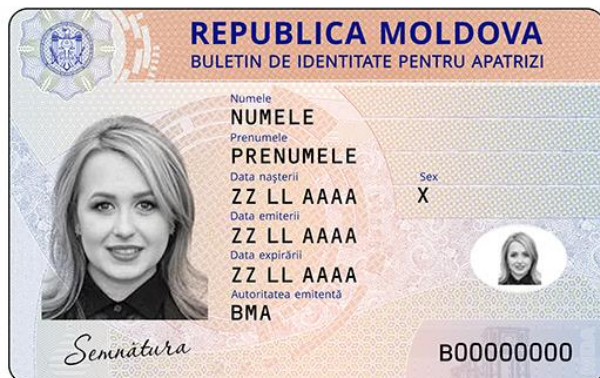 REPUBLICA MOLDOVA
BULETIN DE IDENTITATE PENTRU APATRIZI
Numele
NUMELE
Prenumele
PRENUMELE
Data nașterii Sex
ZZ LL AAAA X
Data emiterii
ZZ LL AAAA
Data expirării
ZZ LL AAAA
Autoritatea emitentă
BMA
Semnătura
B00000000